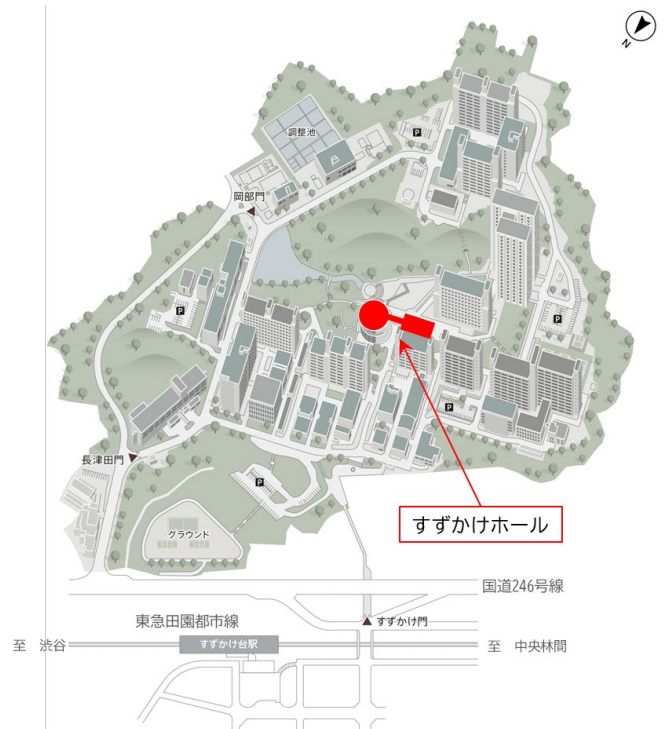 N
調整池
P
岡部門
P
P
P
長津田門
P
すずかけホール
グラウンド
国道246号線
東急田園都市線
すずかけ門
至 渋谷
すずかけ台駅
至 中央林間